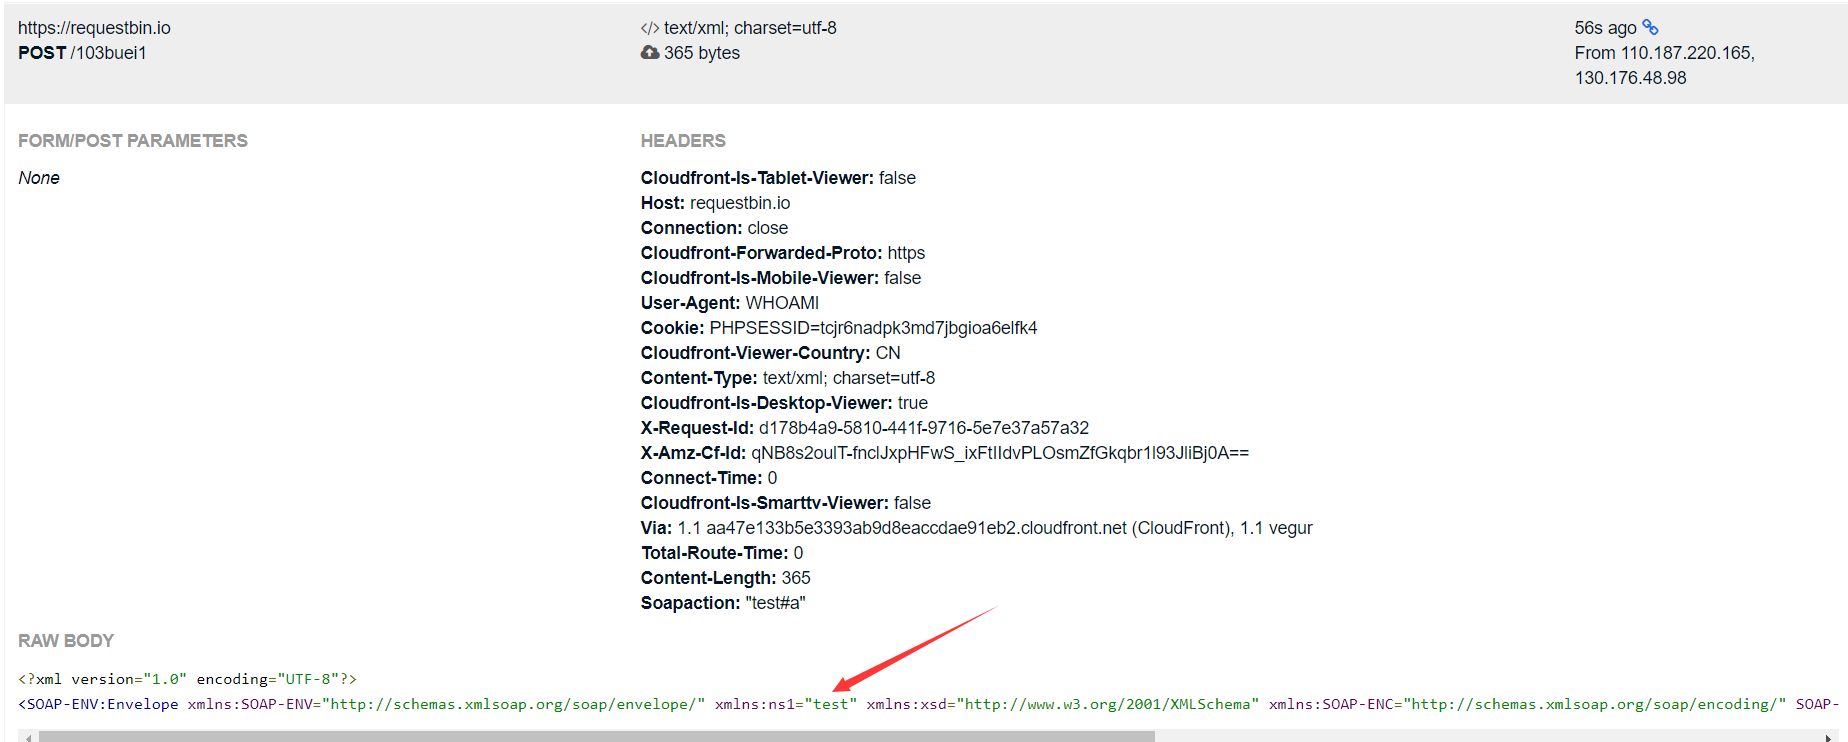 https://requestbin.io
POST /103buei1
</> text/xml; charset=utf-8
365 bytes
56s ago
From 110.187.220.165,
130.176.48.98
FORM/POST PARAMETERS
None
HEADERS
Cloudfront-Is-Tablet-Viewer: false
Host: requestbin.io
Connection: close
Cloudfront-Forwarded-Proto: https
Cloudfront-Is-Mobile-Viewer: false
User-Agent: WHOAMI
Cookie: PHPSESSID=tcjr6nadpk3md7jbgioa6elfk4
Cloudfront-Viewer-Country: CN
Content-Type: text/xml; charset=utf-8
Cloudfront-Is-Desktop-Viewer: true
X-Request-Id: d178b4a9-5810-441f-9716-5e7e37a57a32
X-Amz-Cf-Id: qNB8s2oulT-fnclJxpHFwS_ixFtIIdvPLOsmZfGkqbr1l93JliBj0A==
Connect-Time: 0
Cloudfront-Is-Smarttv-Viewer: false
Via: 1.1 aa47e133b5e3393ab9d8eaccdae91eb2.cloudfront.net (CloudFront), 1.1 vegur
Total-Route-Time: 0
Content-Length: 365
Soapaction: "test#a"
RAW BODY
<?xml version="1.0" encoding="UTF-8"?>
<SOAP-ENV:Envelope xmlns:SOAP-ENV="http://schemas.xmlsoap.org/soap/envelope/" xmlns:ns1="test" xmlns:xsd="http://www.w3.org/2001/XMLSchema" xmlns:SOAP-ENC="http://schemas.xmlsoap.org/soap/encoding/" SOAP-